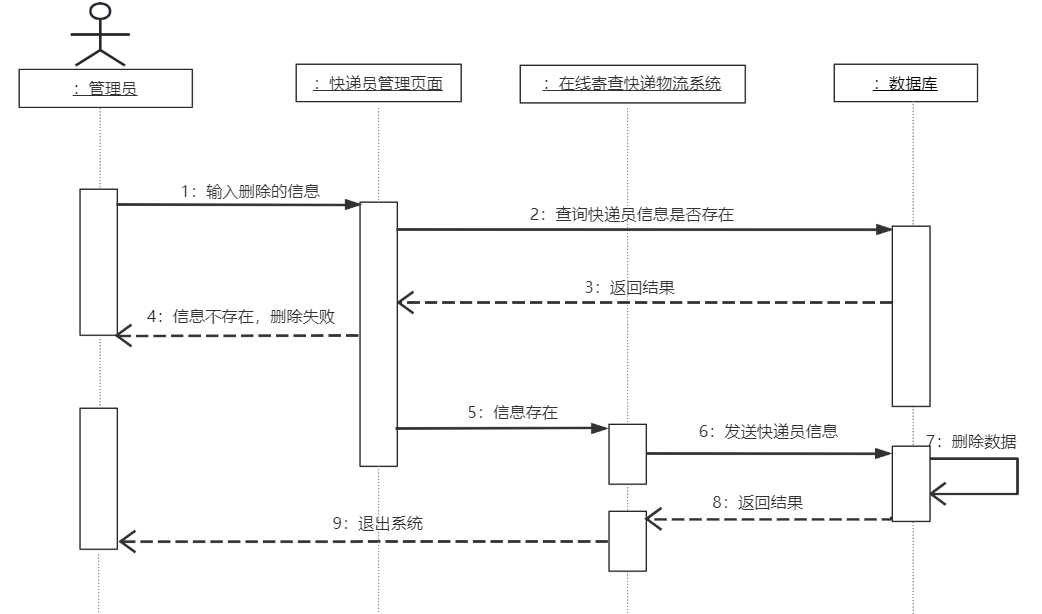 ：管理员
：快递员管理页面
：在线寄查快递物流系统
：数据库
1：输入删除的信息
2：查询快递员信息是否存在
3：返回结果
4：信息不存在，删除失败
5：信息存在
6：发送快递员信息
7：删除数据
8：返回结果
9：退出系统